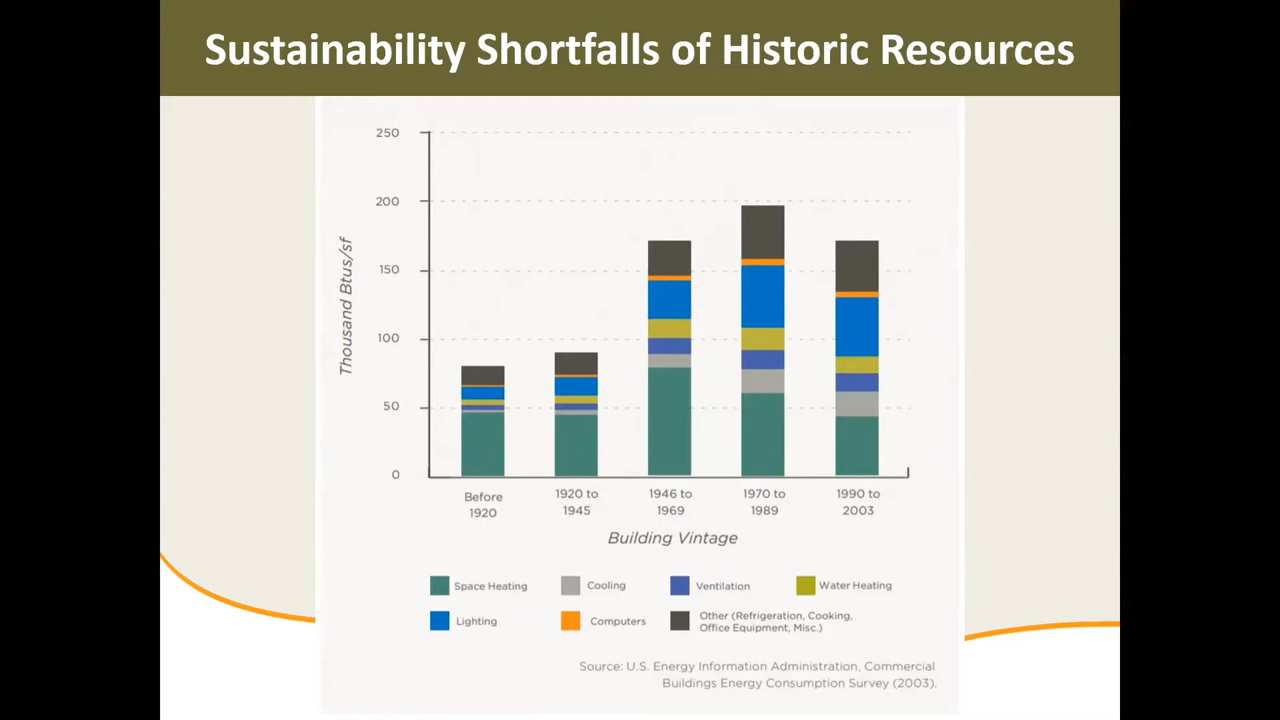 Sustainability Shortfalls of Historic Resources
250
200
150
100
50
0
Thousand Btus/sf
Before
1920
1920 to
1945
1946 to
1969
1970 to
1989
1990 to
2003
Building Vintage
Space Heating
Cooling
Ventilation
Water Heating
Lighting
Computers
Other (Refrigeration, Cooking,
Office Equipment, Misc.)
Source: U.S. Energy Information Administration, Commercial
Buildings Energy Consumption Survey (2003).